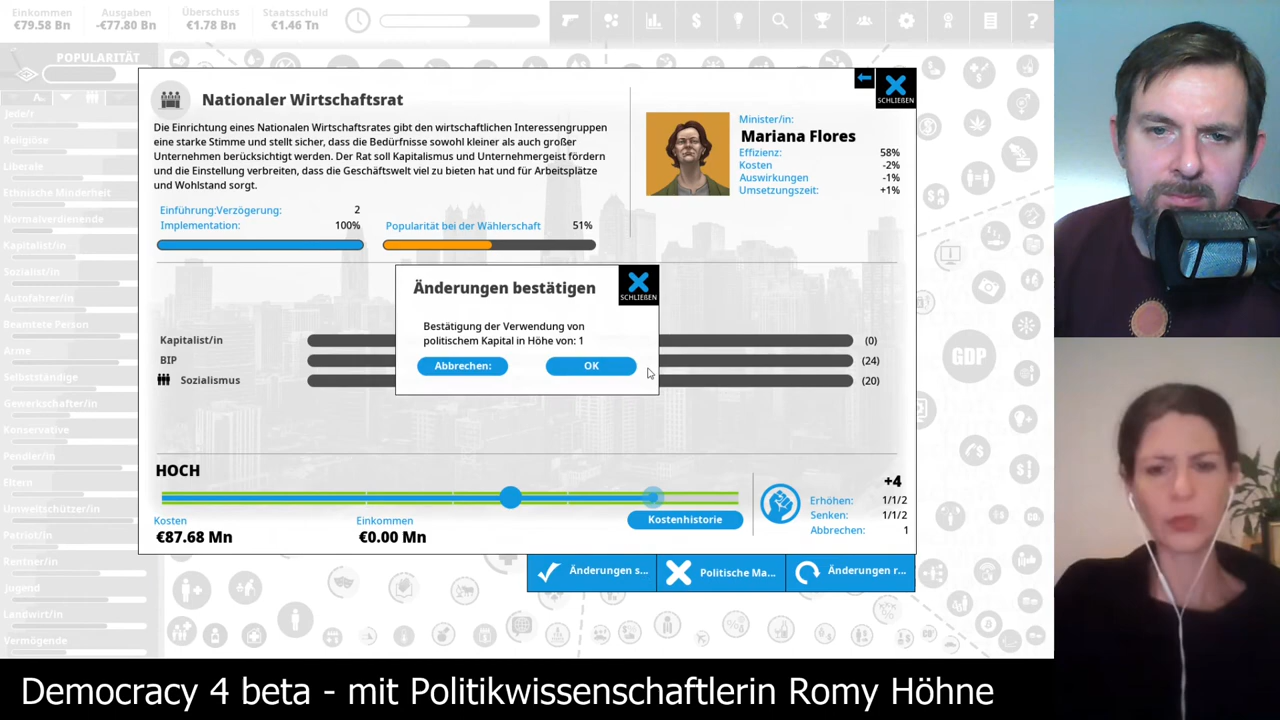 Einkommen
€79.58 Bn
Ausgaben
-€77.80 Bn
Überschuss
€1.78 Bn
Staatsschuld
€1.46 Tn
POPULARITÄT
Jede/r
Religiöse
Liberale
Ethnische Minderheit
Normalverdienende
Kapitalist/in
Sozialist/in
Autofahrer/in
Beamtete Person
Arme
Selbstständige
Gewerkschafter/in
Konservative
Pendler/in
Eltern
Umweltschützer/in
Patriot/in
Rentner/in
Jugend
Landwirt/in
Vermögende
Nationaler Wirtschaftsrat
Die Einrichtung eines Nationalen Wirtschaftsrates gibt den wirtschaftlichen Interessengruppen
eine starke Stimme und stellt sicher, dass die Bedürfnisse sowohl kleiner als auch großer
Unternehmen berücksichtigt werden. Der Rat soll Kapitalismus und Unternehmergeist fördern
und die Einstellung verbreiten, dass die Geschäftswelt viel zu bieten hat und für Arbeitsplätze
und Wohlstand sorgt.
Einführung:Verzögerung: 2
Implementation: 100%
Popularität bei der Wählerschaft 51%
SCHLIEßEN
Minister/in:
Mariana Flores
Effizienz: 58%
Kosten -2%
Auswirkungen -1%
Umsetzungszeit: +1%
Änderungen bestätigen
SCHLIEßEN
Bestätigung der Verwendung von
politischem Kapital in Höhe von: 1
Abbrechen: OK
Kapitalist/in (0)
BIP (24)
Sozialismus (20)
GDP
HOCH
Kosten
€87.68 Mn
Einkommen
€0.00 Mn
Kostenhistorie
+4
Erhöhen: 1/1/2
Senken: 1/1/2
Abbrechen: 1
Änderungen s...
Politische Ma...
Änderungen r...
Democracy 4 beta - mit Politikwissenschaftlerin Romy Höhne